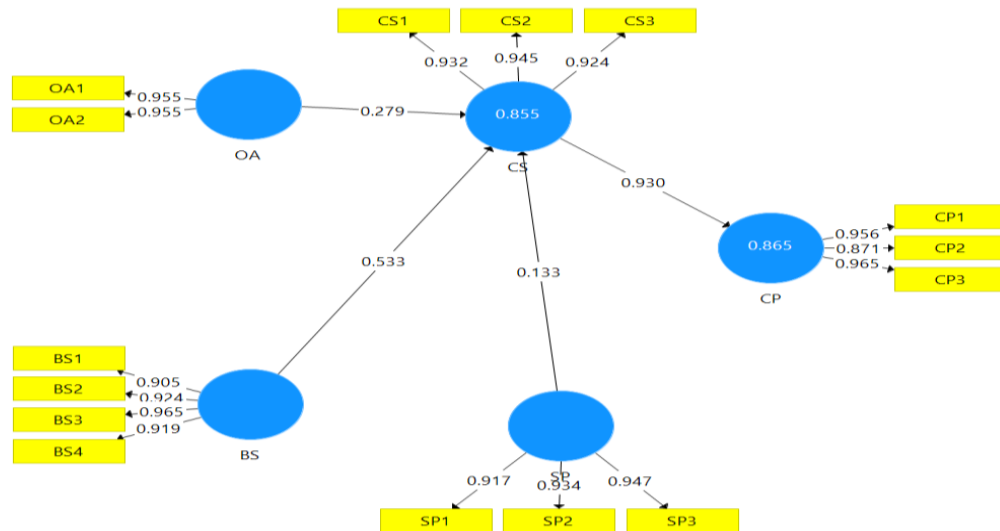 CS1
CS2
CS3
0.932
0.945
0.924
OA1
OA2
0.955
0.955
OA
0.279
0.855
CS
0.930
0.865
CP
0.956
0.871
0.965
CP1
CP2
CP3
0.533
0.133
BS1
BS2
BS3
BS4
0.905
0.924
0.965
0.919
BS
SP
0.917
0.934
0.947
SP1
SP2
SP3